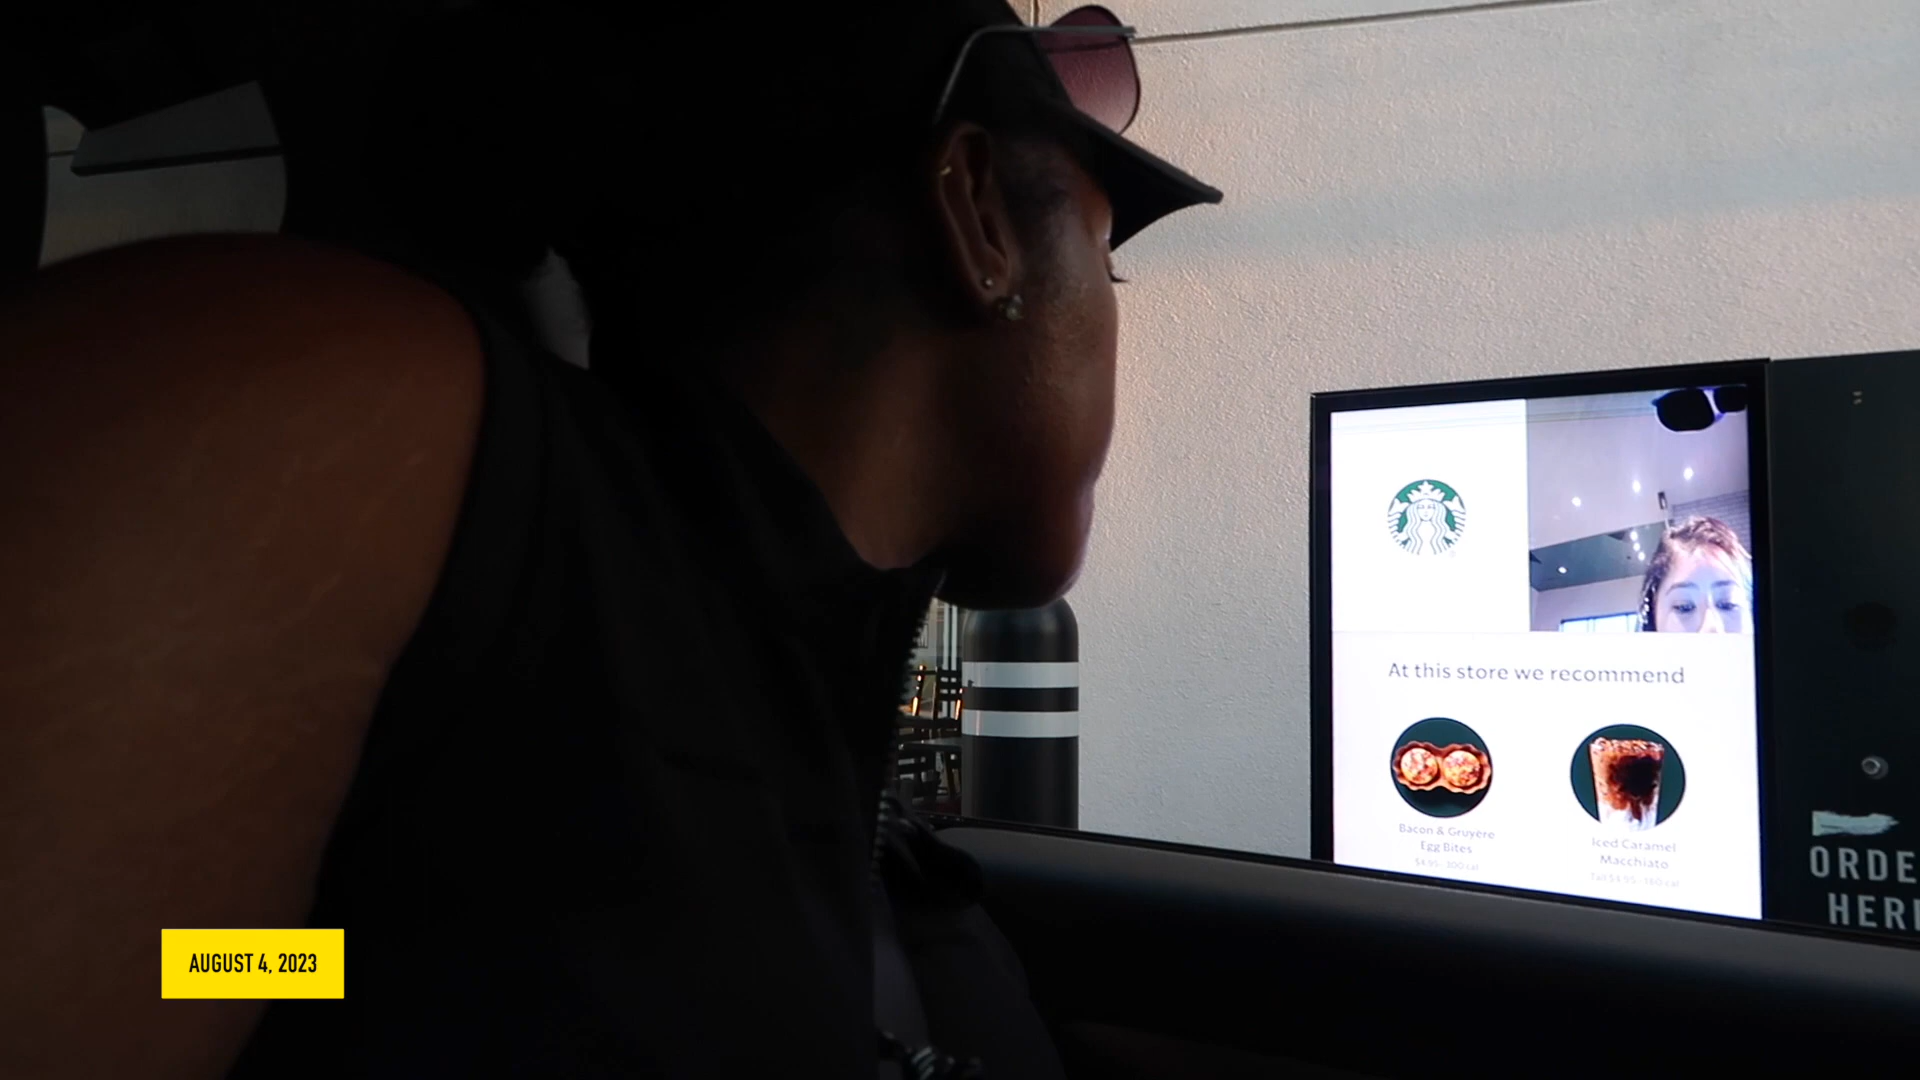 At this store we recommend
Bacon & Gruyère
Egg Bites
Iced Caramel
Macchiato
ORDE
HER
AUGUST 4, 2023